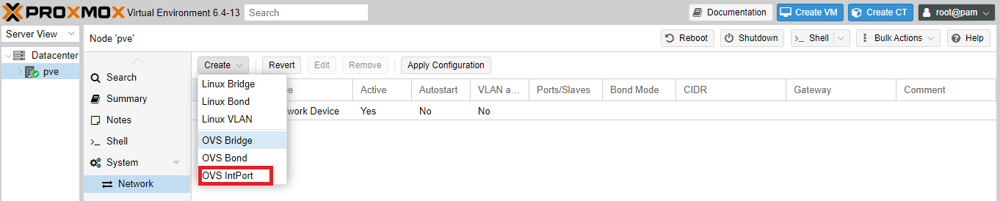 PROXMOX Virtual Environment 6.4-13 Search Documentation Create VM Create CT root@pam
Server View Node 'pve' Reboot Shutdown >_ Shell Bulk Actions Help
Datacenter
pve
Create Revert Edit Remove Apply Configuration
Search
Summary
Notes
>_ Shell
System
Network
Linux Bridge
Linux Bond
Linux VLAN
OVS Bridge
OVS Bond
OVS IntPort
pe Active Autostart VLAN a... Ports/Slaves Bond Mode CIDR Gateway Comment
work Device Yes No No